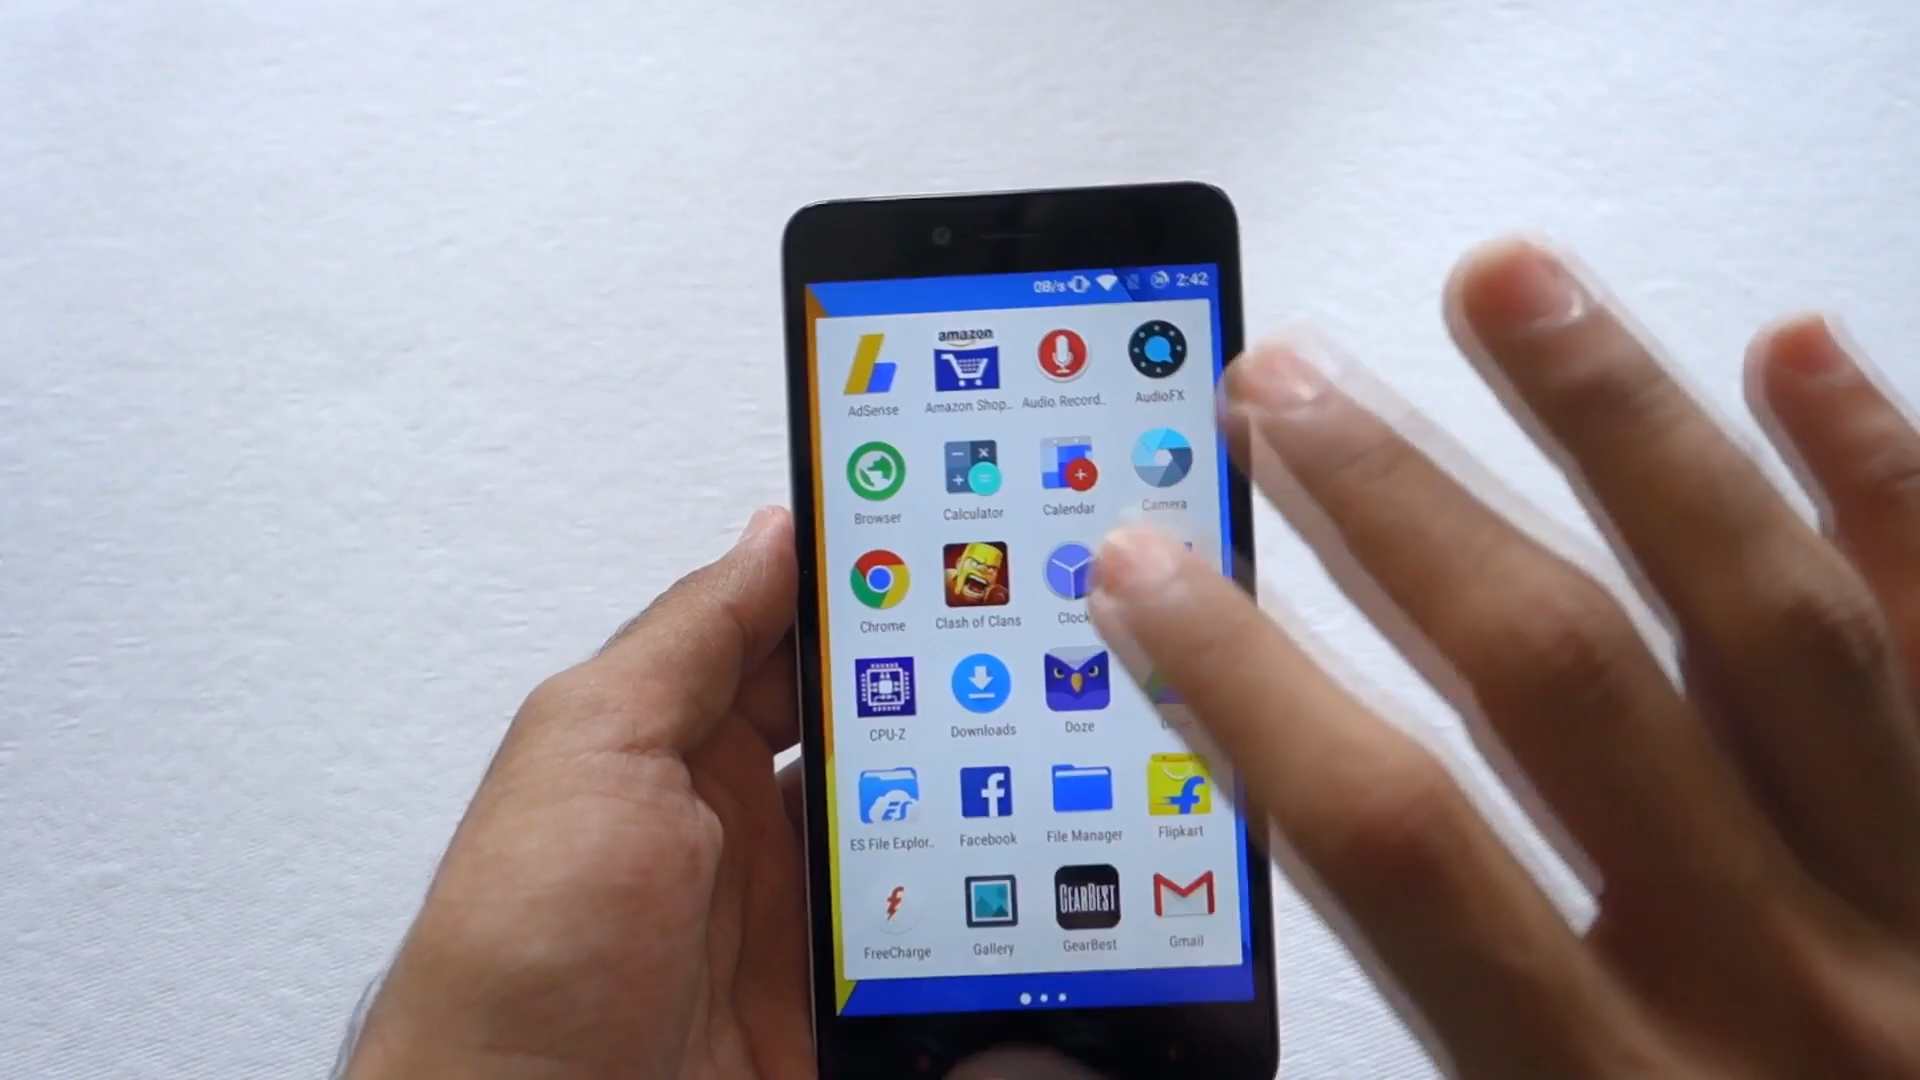 0B/s 2:42
amazon
AdSense Amazon Shop.. Audio Record.. AudioFX
Browser Calculator Calendar Camera
Chrome Clash of Clans Clock
CPU-Z Downloads Doze
ES
ES File Explor.. Facebook File Manager Flipkart
GEARBEST
FreeCharge Gallery GearBest Gmail